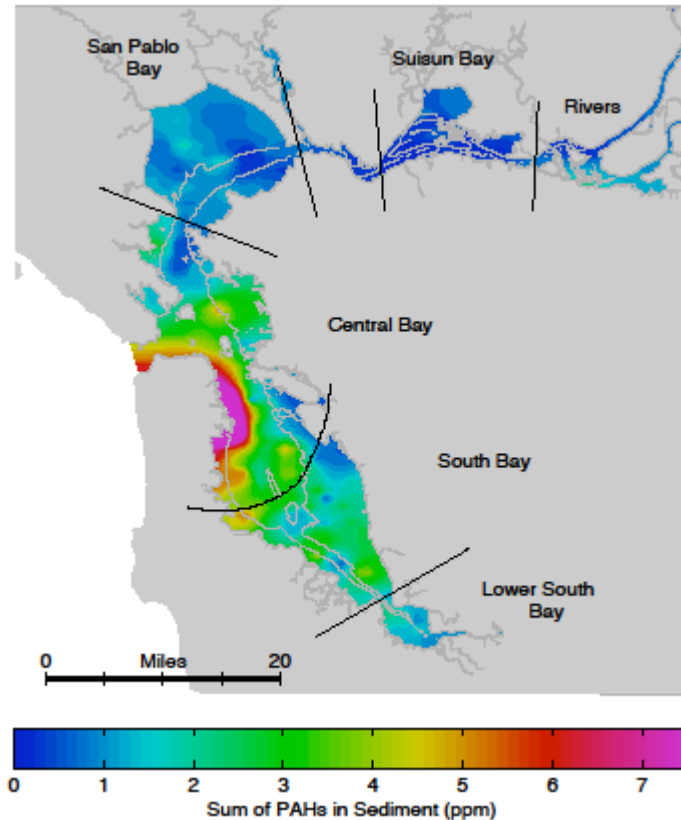 San Pablo
Bay
Suisun Bay
Rivers
Central Bay
South Bay
Lower South
Bay
0 Miles 20
0 1 2 3 4 5 6 7
Sum of PAHs in Sediment (ppm)